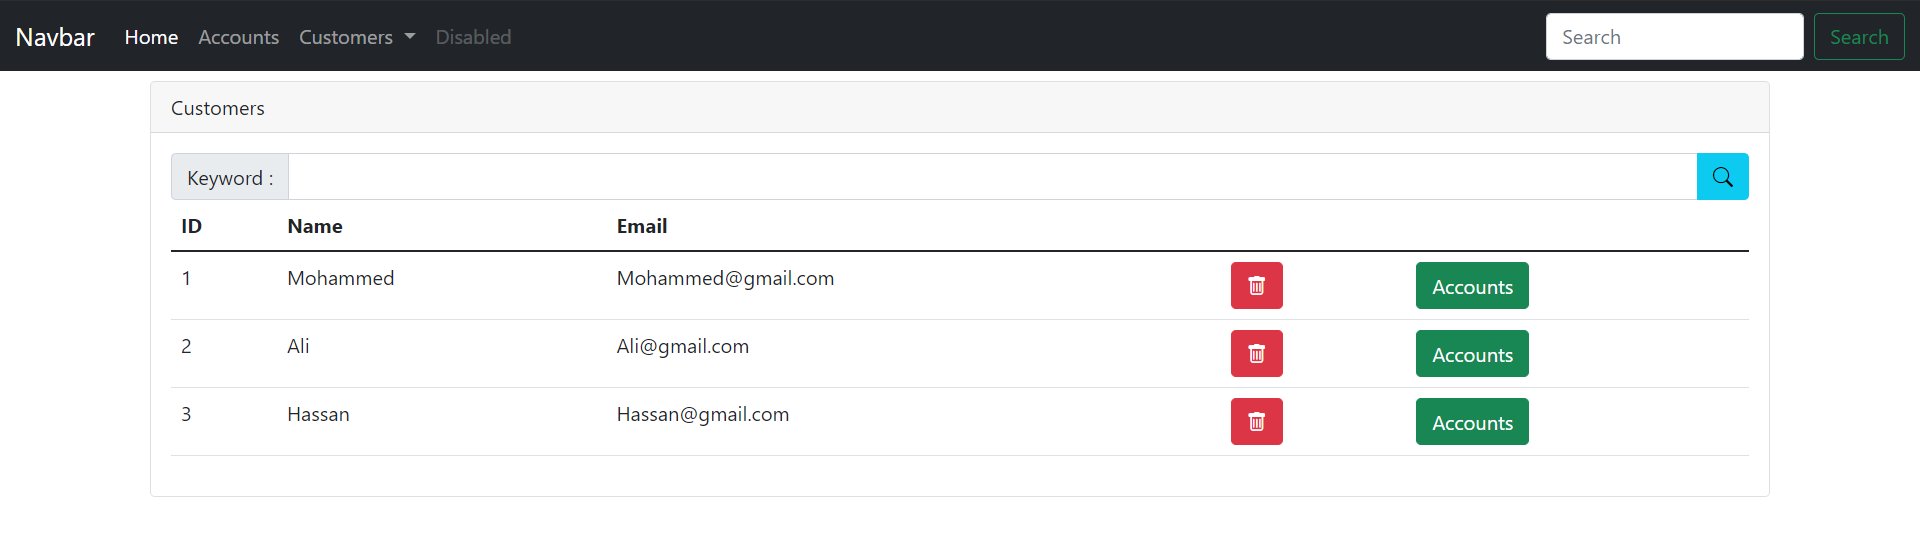 Navbar Home Accounts Customers Disabled Search Search
Customers
Keyword :
ID Name Email
1 Mohammed Mohammed@gmail.com Accounts
2 Ali Ali@gmail.com Accounts
3 Hassan Hassan@gmail.com Accounts